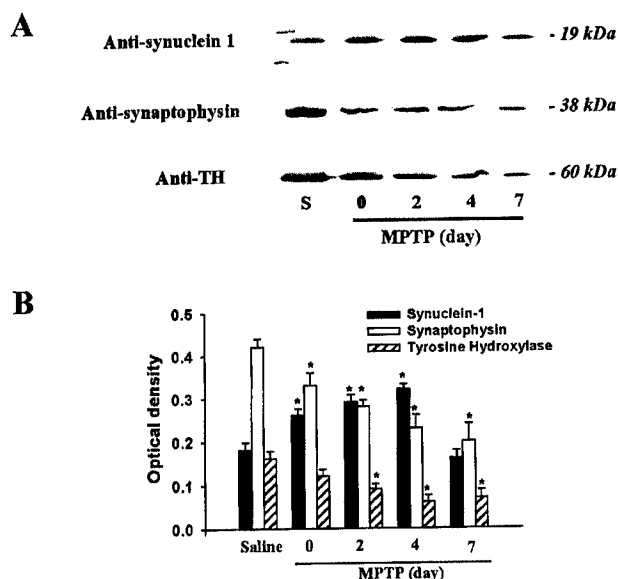 A
Anti-synuclein 1
- 19 kDa
Anti-synaptophysin
- 38 kDa
Anti-TH
- 60 kDa
S 0 2 4 7
MPTP (day)
B
Synuclein-1
Synaptophysin
Tyrosine Hydroxylase
Optical density
0.5
0.4
0.3
0.2
0.1
0.0
* * * * * * * * * *
Saline 0 2 4 7
MPTP (day)